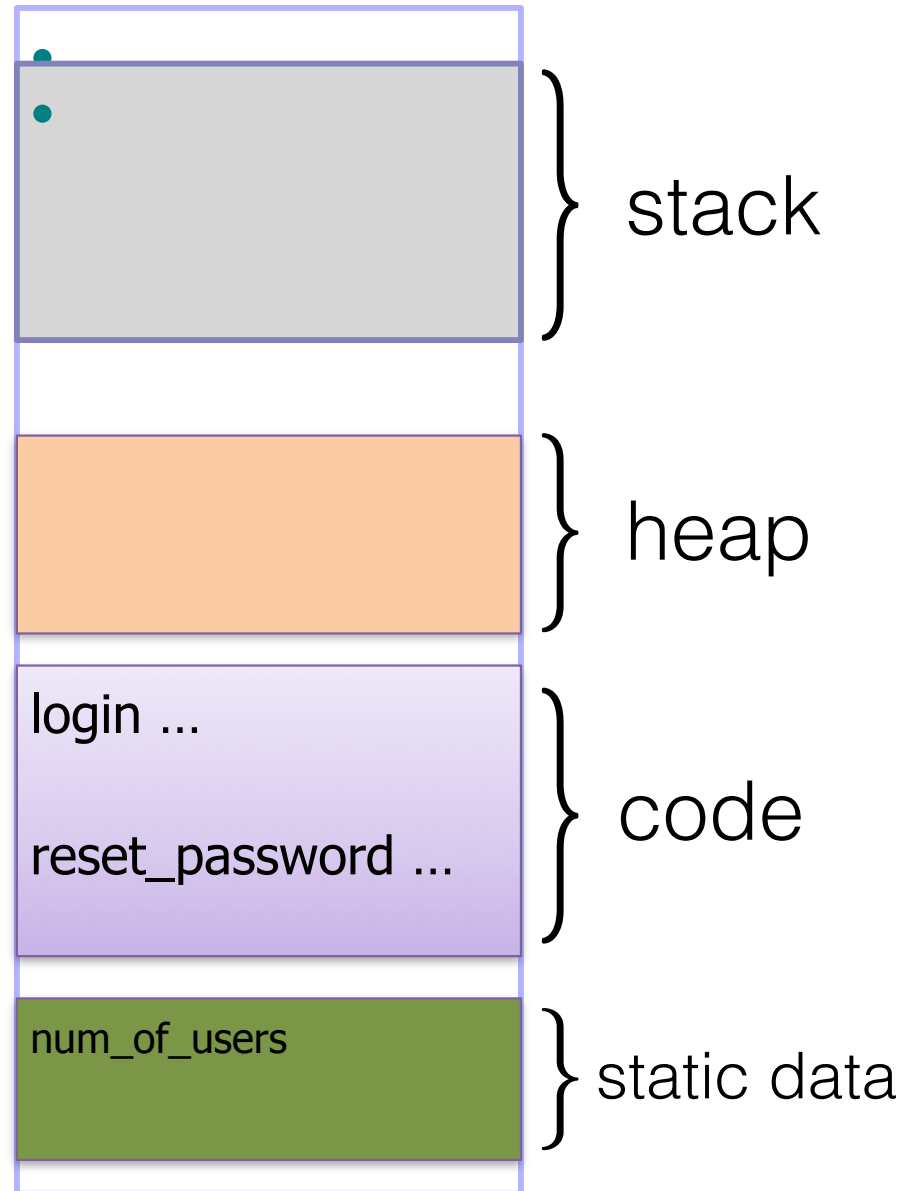 stack
heap
login ...
reset_password ...
code
num_of_users
static data